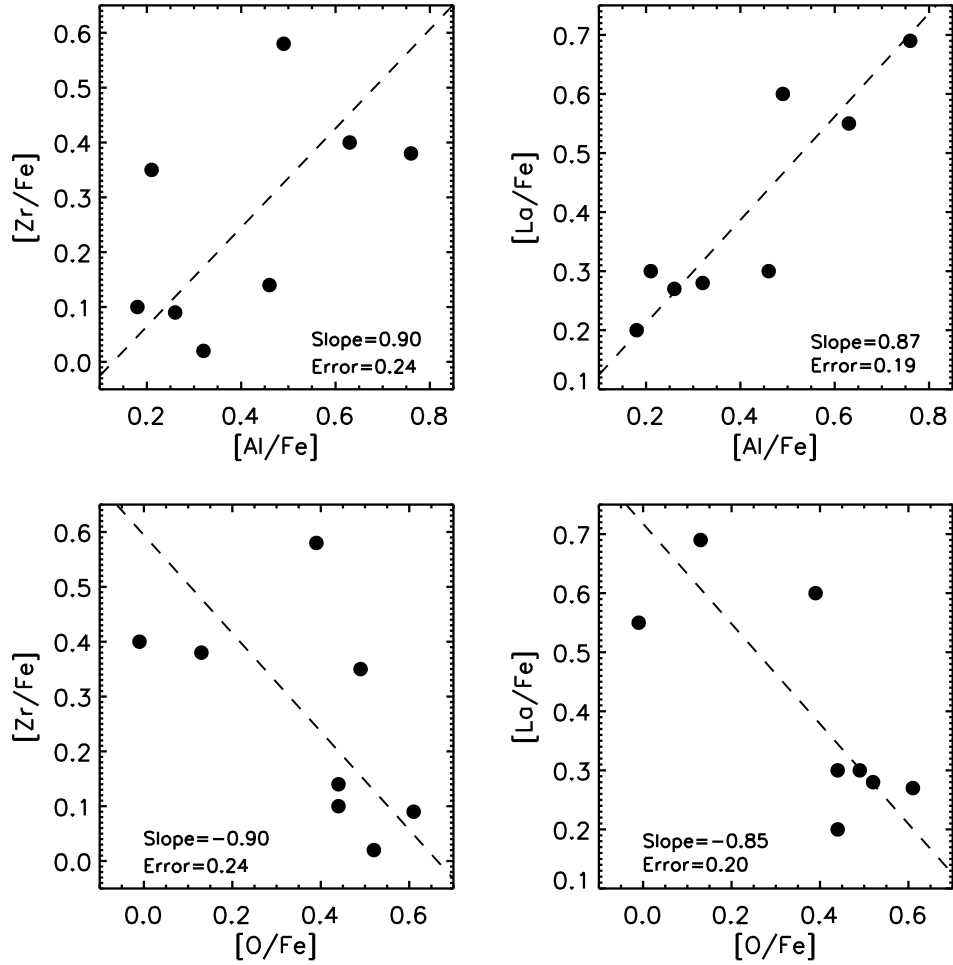 0.6
0.5
0.4
0.3
0.2
0.1
0.0
[Zr/Fe]
Slope=0.90
Error=0.24
0.2 0.4 0.6 0.8
[Al/Fe]
0.7
0.6
0.5
0.4
0.3
0.2
0.1
[La/Fe]
Slope=0.87
Error=0.19
0.2 0.4 0.6 0.8
[Al/Fe]
0.6
0.5
0.4
0.3
0.2
0.1
0.0
[Zr/Fe]
Slope=−0.90
Error=0.24
0.0 0.2 0.4 0.6
[O/Fe]
0.7
0.6
0.5
0.4
0.3
0.2
0.1
[La/Fe]
Slope=−0.85
Error=0.20
0.0 0.2 0.4 0.6
[O/Fe]